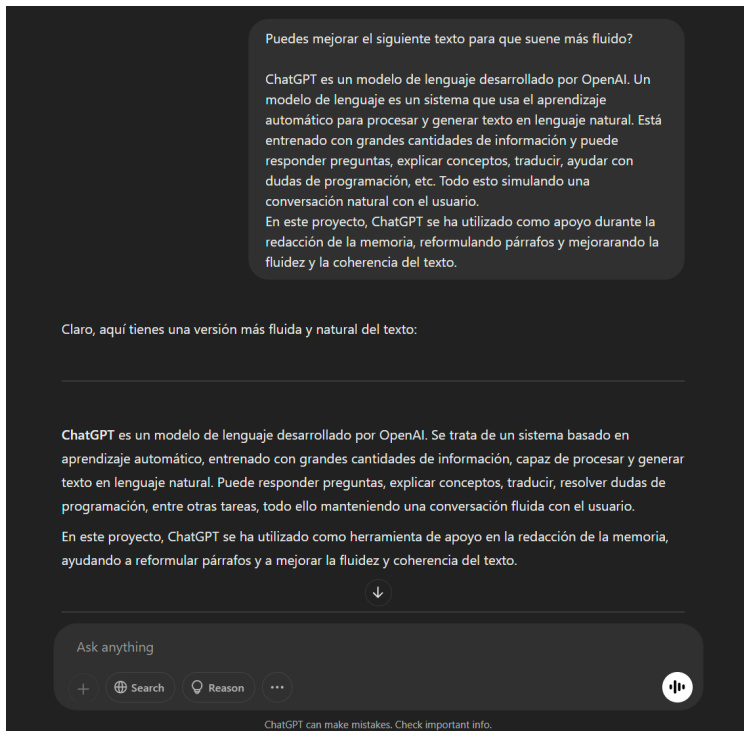 Puedes mejorar el siguiente texto para que suene más fluido?
ChatGPT es un modelo de lenguaje desarrollado por OpenAI. Un
modelo de lenguaje es un sistema que usa el aprendizaje
automático para procesar y generar texto en lenguaje natural. Está
entrenado con grandes cantidades de información y puede
responder preguntas, explicar conceptos, traducir, ayudar con
dudas de programación, etc. Todo esto simulando una
conversación natural con el usuario.
En este proyecto, ChatGPT se ha utilizado como apoyo durante la
redacción de la memoria, reformulando párrafos y mejorarando la
fluidez y la coherencia del texto.
Claro, aquí tienes una versión más fluida y natural del texto:
ChatGPT es un modelo de lenguaje desarrollado por OpenAI. Se trata de un sistema basado en
aprendizaje automático, entrenado con grandes cantidades de información, capaz de procesar y generar
texto en lenguaje natural. Puede responder preguntas, explicar conceptos, traducir, resolver dudas de
programación, entre otras tareas, todo ello manteniendo una conversación fluida con el usuario.
En este proyecto, ChatGPT se ha utilizado como herramienta de apoyo en la redacción de la memoria,
ayudando a reformular párrafos y a mejorar la fluidez y coherencia del texto.
Ask anything
Search Reason
ChatGPT can make mistakes. Check important info.